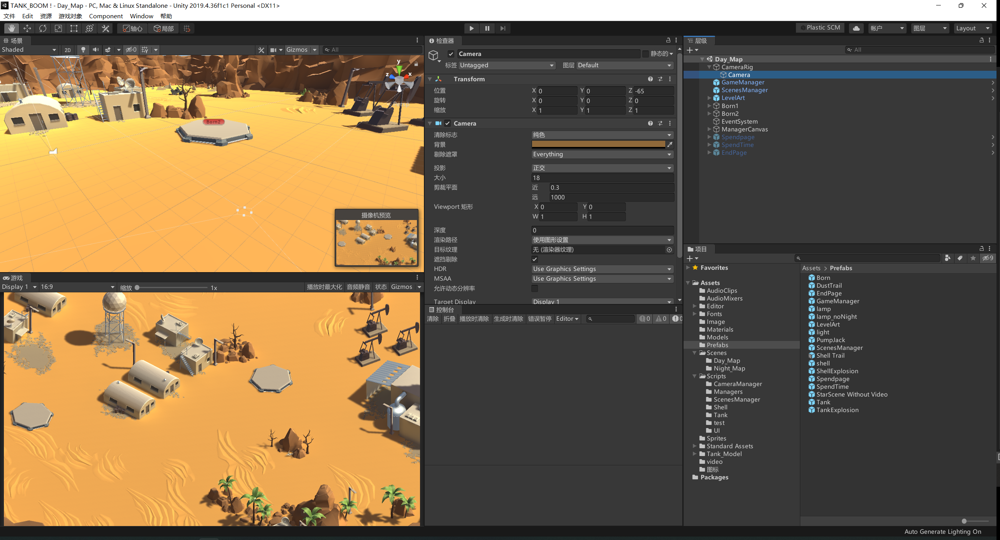 TANK_BOOM ! - Day_Map - PC, Mac & Linux Standalone - Unity 2019.4.36f1c1 Personal <DX11>
文件 Edit 资源 游戏对象 Component Window 帮助
轴心 局部 Plastic SCM 帐户 图层 Layout
场景
Shaded 2D 0 Gizmos All
y
z x
Born2
摄像机预览
游戏
Display 1 16:9 缩放 1x 播放时最大化 音频静音 状态 Gizmos
检查器
Camera 静态的
标签 Untagged 图层 Default
Transform
位置 X 0 Y 0 Z -65
旋转 X 0 Y 0 Z 0
缩放 X 1 Y 1 Z 1
Camera
清除标志 纯色
背景
剔除遮罩 Everything
投影 正交
大小 18
剪裁平面 近 0.3
远 1000
Viewport 矩形 X 0 Y 0
W 1 H 1
深度 0
渲染路径 使用图形设置
目标纹理 无 (渲染器纹理)
遮挡剔除
HDR Use Graphics Settings
MSAA Use Graphics Settings
允许动态分辨率
Target Display Display 1
控制台
清除 折叠 播放时清除 生成时清除 错误暂停 Editor 0 0 0
层级
All
Day_Map
CameraRig
Camera
GameManager
ScenesManager
LevelArt
Born1
Born2
EventSystem
ManagerCanvas
Spendpage
SpendTime
EndPage
项目
9
Favorites
Assets
AudioClips
AudioMixers
Editor
Fonts
Image
Materials
Models
Prefabs
Scenes
Day_Map
Night_Map
Scripts
CameraManager
Managers
ScenesManager
Shell
Tank
test
UI
Sprites
Standard Assets
Tank_Model
video
图标
Packages
Assets > Prefabs
Born
DustTrail
EndPage
GameManager
lamp
lamp_noNight
LevelArt
light
PumpJack
ScenesManager
Shell Trail
shell
ShellExplosion
Spendpage
SpendTime
StarScene Without Video
Tank
TankExplosion
Auto Generate Lighting On